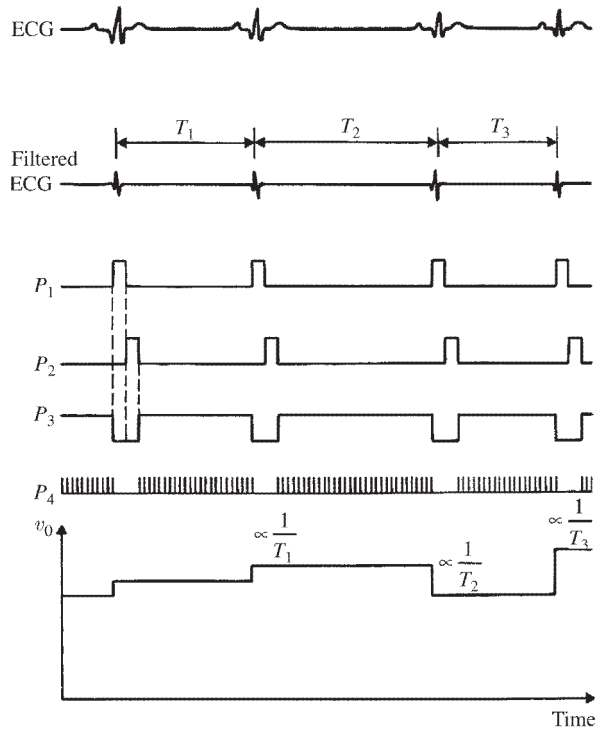 ECG
T1 T2 T3
Filtered
ECG
P1
P2
P3
P4
v0
∝ 1/T1
∝ 1/T2
∝ 1/T3
Time